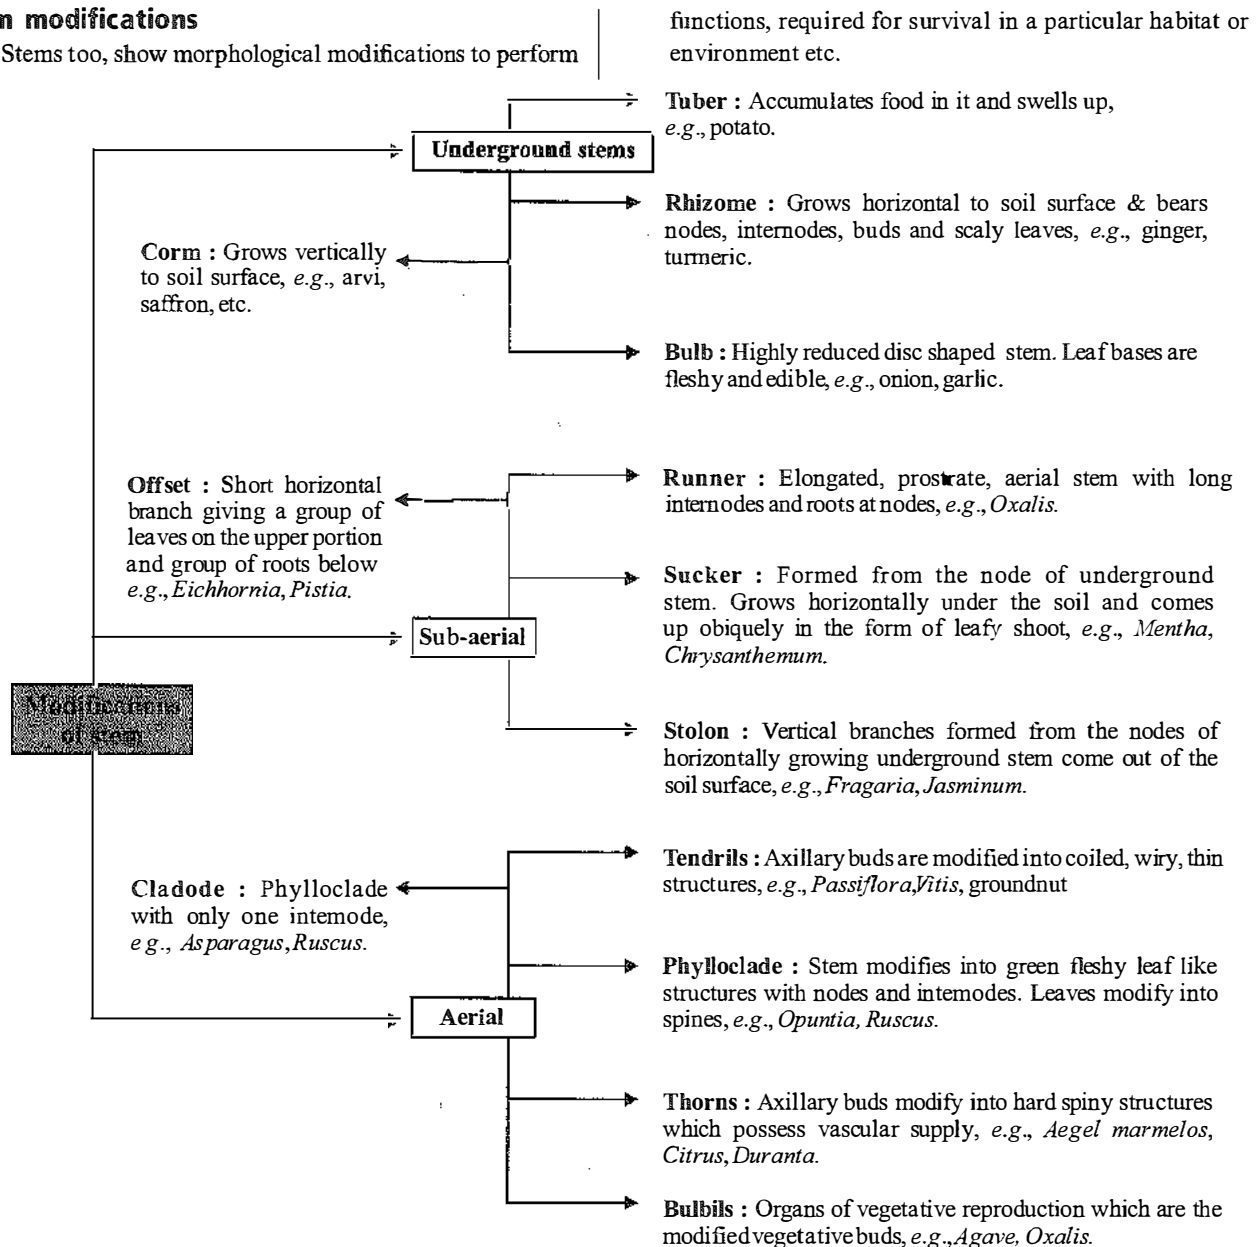 n modifications
Stems too, show morphological modifications to perform
functions, required for survival in a particular habitat or
environment etc.
Tuber : Accumulates food in it and swells up,
e.g., potato.
Underground stems
Rhizome : Grows horizontal to soil surface & bears
nodes, internodes, buds and scaly leaves, e.g., ginger,
turmeric.
Corm : Grows vertically
to soil surface, e.g., arvi,
saffron, etc.
Bulb : Highly reduced disc shaped stem. Leaf bases are
fleshy and edible, e.g., onion, garlic.
Offset : Short horizontal
branch giving a group of
leaves on the upper portion
and group of roots below
e.g., Eichhornia, Pistia.
Runner : Elongated, prostrate, aerial stem with long
internodes and roots at nodes, e.g., Oxalis.
Sucker : Formed from the node of underground
stem. Grows horizontally under the soil and comes
up obiquely in the form of leafy shoot, e.g., Mentha,
Chrysanthemum.
Sub-aerial
Modifications
of stem
Stolon : Vertical branches formed from the nodes of
horizontally growing underground stem come out of the
soil surface, e.g., Fragaria, Jasminum.
Tendrils : Axillary buds are modified into coiled, wiry, thin
structures, e.g., Passiflora, Vitis, groundnut
Cladode : Phylloclade
with only one intemode,
e g., Asparagus, Ruscus.
Phylloclade : Stem modifies into green fleshy leaf like
structures with nodes and intemodes. Leaves modify into
spines, e.g., Opuntia, Ruscus.
Aerial
Thorns : Axillary buds modify into hard spiny structures
which possess vascular supply, e.g., Aegel marmelos,
Citrus, Duranta.
Bulbils : Organs of vegetative reproduction which are the
modified vegetative buds, e.g., Agave, Oxalis.